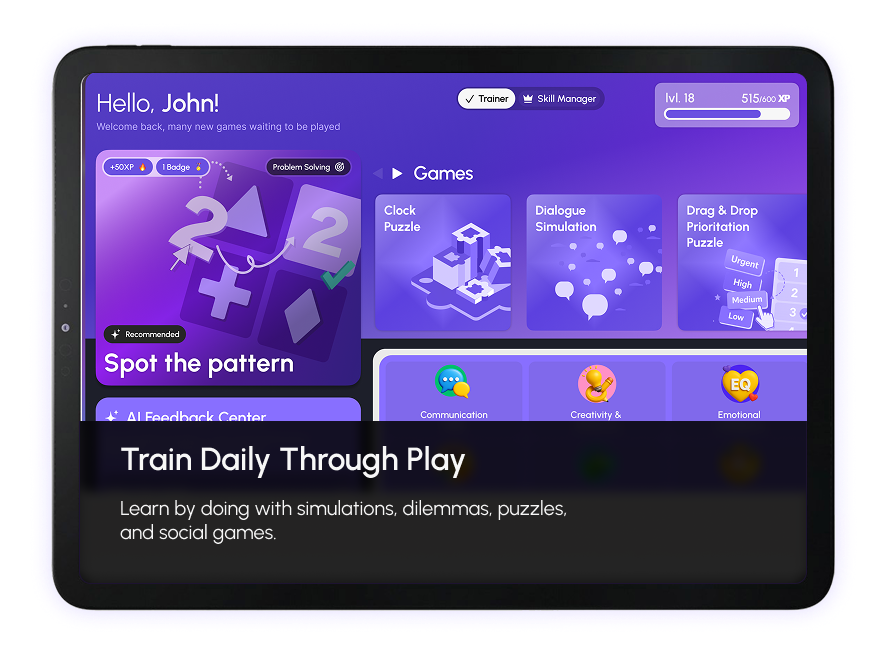 Hello, John!
Welcome back, many new games waiting to be played
Trainer
Skill Manager
lvl. 18
515/600 XP
+50XP
1 Badge
Problem Solving
2
2
Recommended
Spot the pattern
Games
Clock
Puzzle
Dialogue
Simulation
Drag & Drop
Prioritation
Puzzle
Urgent
High
Medium
Low
1
2
3
4
AI Feedback Center
Communication
Creativity &
EQ
Emotional
Train Daily Through Play
Learn by doing with simulations, dilemmas, puzzles,
and social games.